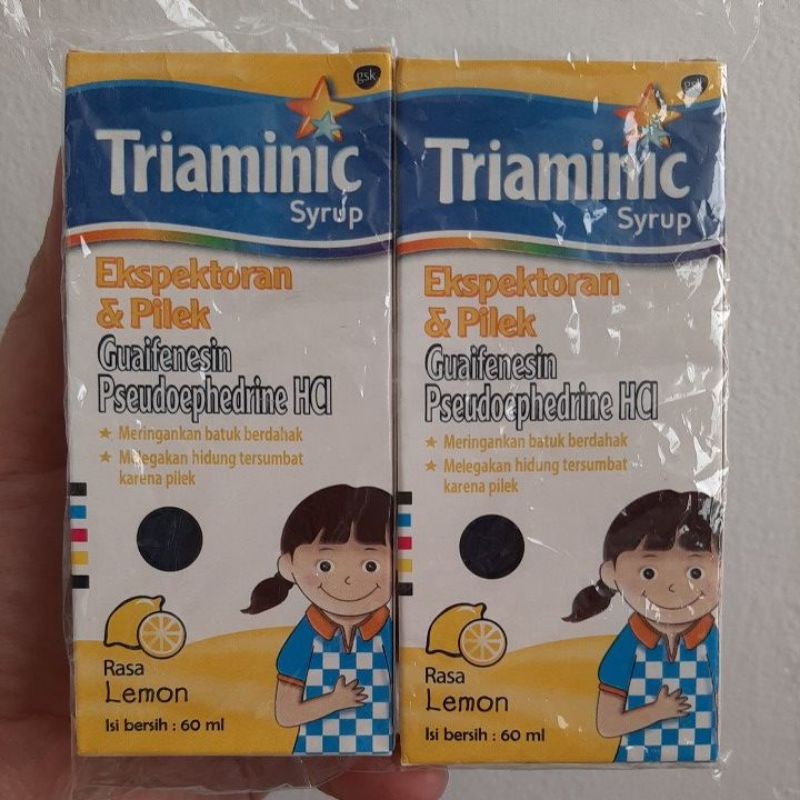 gsk
Triaminic
Syrup
Ekspektoran
& Pilek
Guaifenesin
Pseudoephedrine HCl
Meringankan batuk berdahak
Melegakan hidung tersumbat
karena pilek
Rasa
Lemon
Isi bersih : 60 ml
gsk
Triaminic
Syrup
Ekspektoran
& Pilek
Guaifenesin
Pseudoephedrine HCl
Meringankan batuk berdahak
Melegakan hidung tersumbat
karena pilek
Rasa
Lemon
Isi bersih : 60 ml